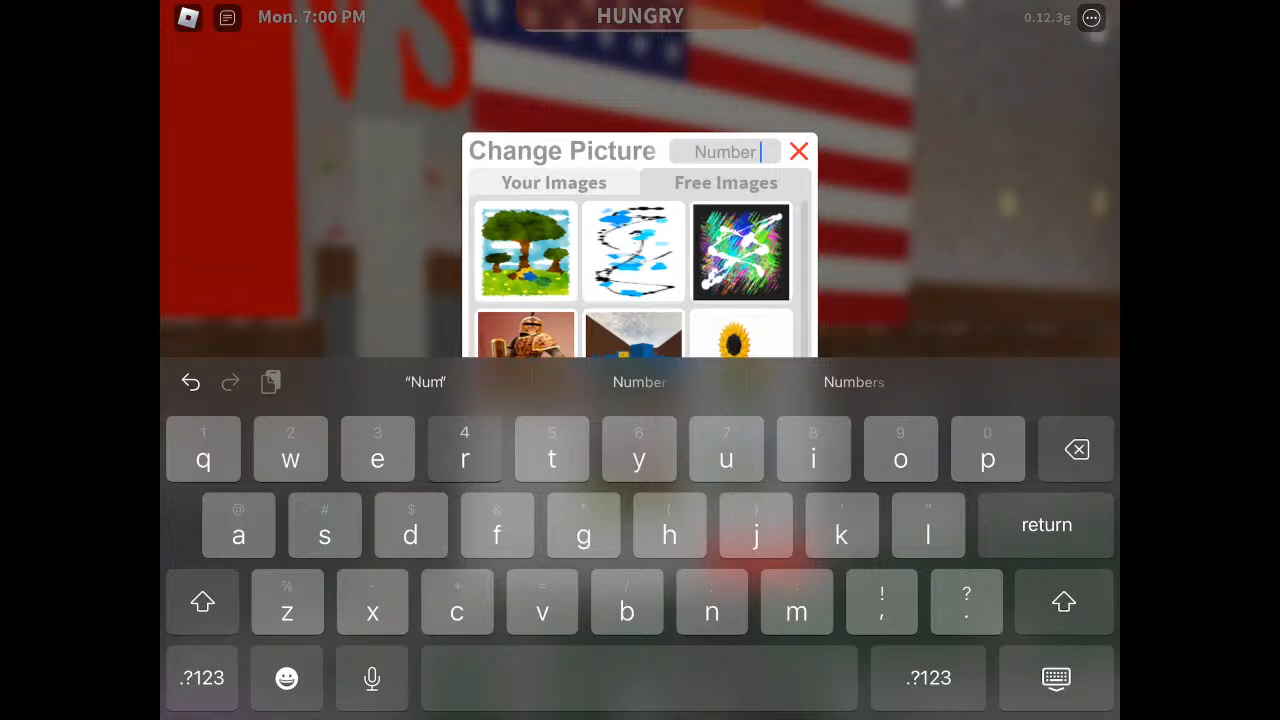 Mon. 7:00 PM
HUNGRY
0.12.3g
VS
Change Picture
Number
Your Images
Free Images
“Num”
Number
Numbers
1 2 3 4 5 6 7 8 9 0
q w e r t y u i o p
@ # $ & * ( ) ' "
a s d f g h j k l return
% - + = / ; : ! ?
z x c v b n m , .
.?123 .?123